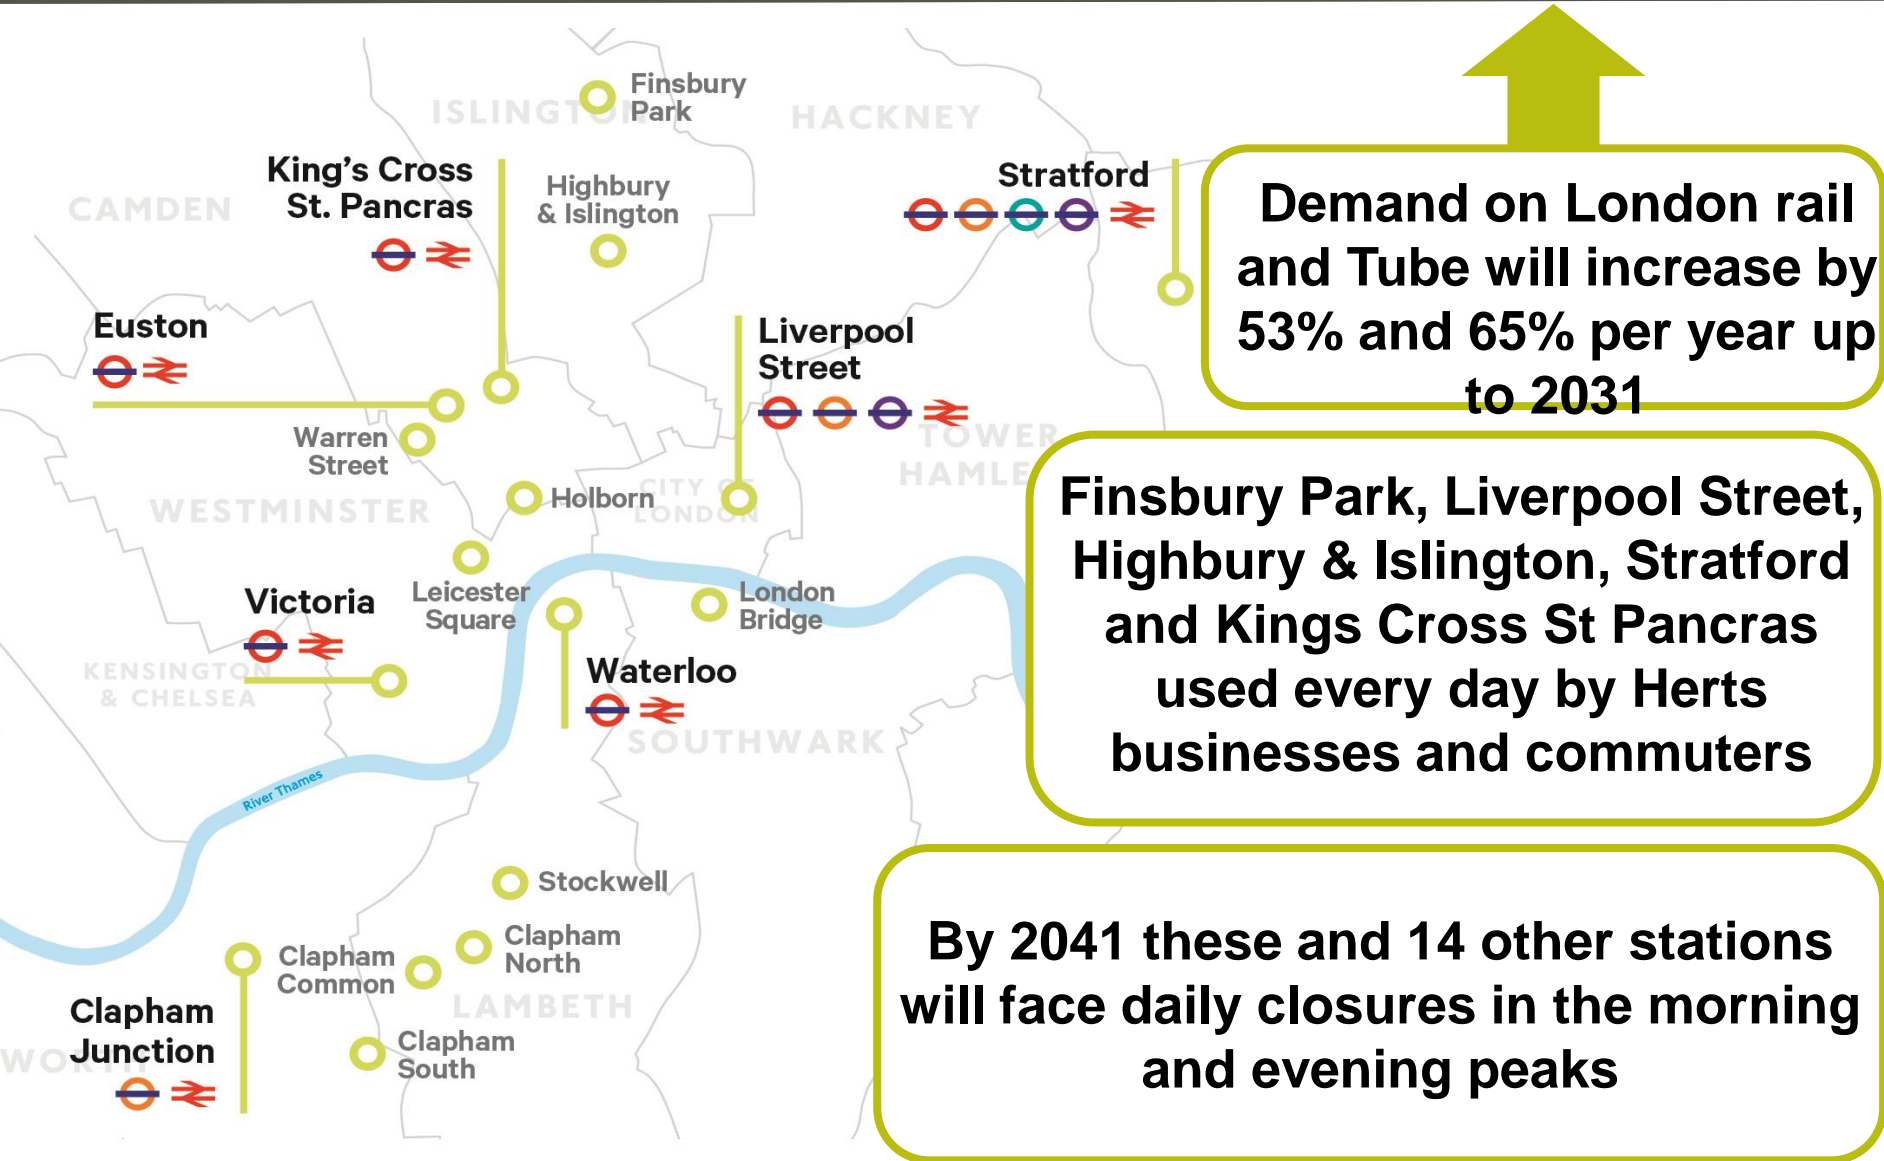 Finsbury
Park
ISLINGTON
HACKNEY
King's Cross
St. Pancras
Highbury
& Islington
Stratford
CAMDEN
Euston
Liverpool
Street
Warren
Street
TOWER
HAMLE
Holborn
CITY OF
LONDON
WESTMINSTER
Leicester
Square
Victoria
London
Bridge
KENSINGTON
& CHELSEA
Waterloo
SOUTHWARK
River Thames
Stockwell
Clapham
North
Clapham
Common
LAMBETH
Clapham
Junction
WORTH
Clapham
South
Demand on London rail
and Tube will increase by
53% and 65% per year up
to 2031
Finsbury Park, Liverpool Street,
Highbury & Islington, Stratford
and Kings Cross St Pancras
used every day by Herts
businesses and commuters
By 2041 these and 14 other stations
will face daily closures in the morning
and evening peaks